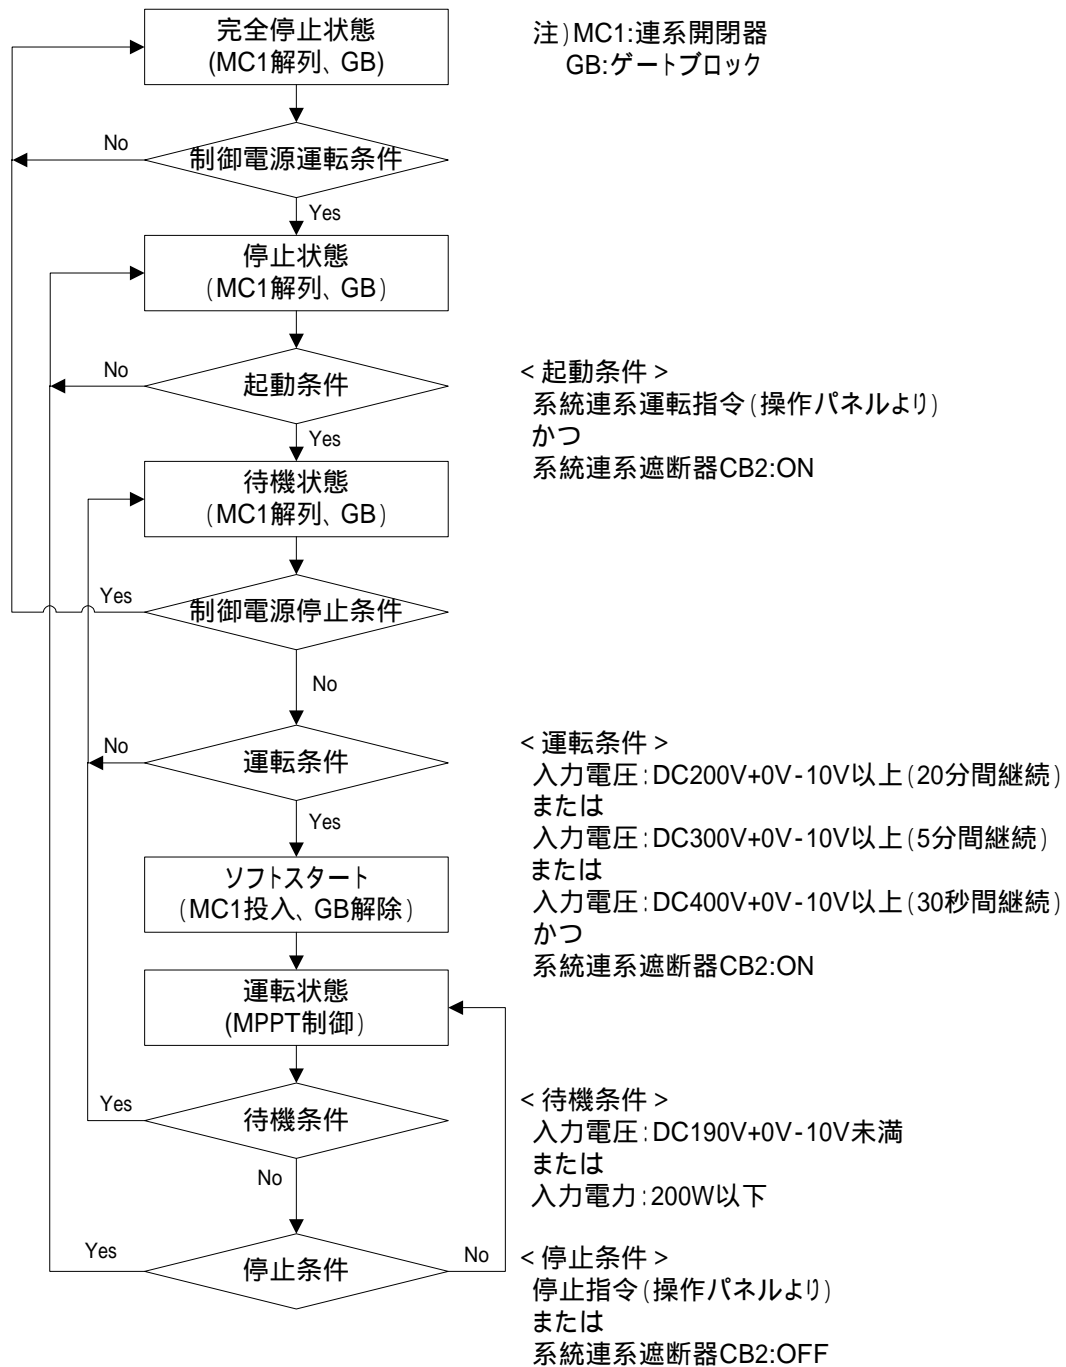 完全停止状態
(MC1解列、GB)
注)MC1:連系開閉器
GB:ゲートブロック
No
制御電源運転条件
Yes
停止状態
(MC1解列、GB)
No
起動条件
Yes
<起動条件>
系統連系運転指令(操作パネルより)
かつ
系統連系遮断器CB2:ON
待機状態
(MC1解列、GB)
Yes
制御電源停止条件
No
No
運転条件
Yes
<運転条件>
入力電圧:DC200V+0V-10V以上(20分間継続)
または
入力電圧:DC300V+0V-10V以上(5分間継続)
または
入力電圧:DC400V+0V-10V以上(30秒間継続)
かつ
系統連系遮断器CB2:ON
ソフトスタート
(MC1投入、GB解除)
運転状態
(MPPT制御)
Yes
待機条件
No
<待機条件>
入力電圧:DC190V+0V-10V未満
または
入力電力:200W以下
Yes
停止条件
No
<停止条件>
停止指令(操作パネルより)
または
系統連系遮断器CB2:OFF